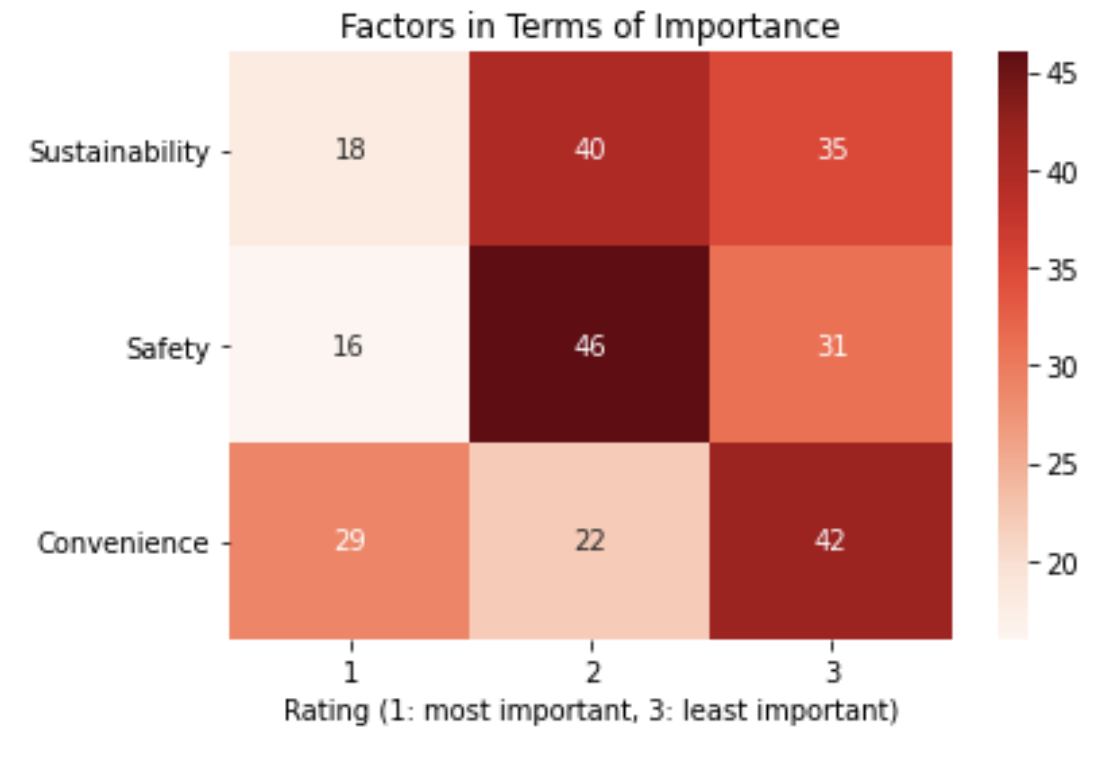 Factors in Terms of Importance
45
Sustainability 18 40 35
40
35
Safety 16 46 31
30
25
Convenience 29 22 42
20
1 2 3
Rating (1: most important, 3: least important)